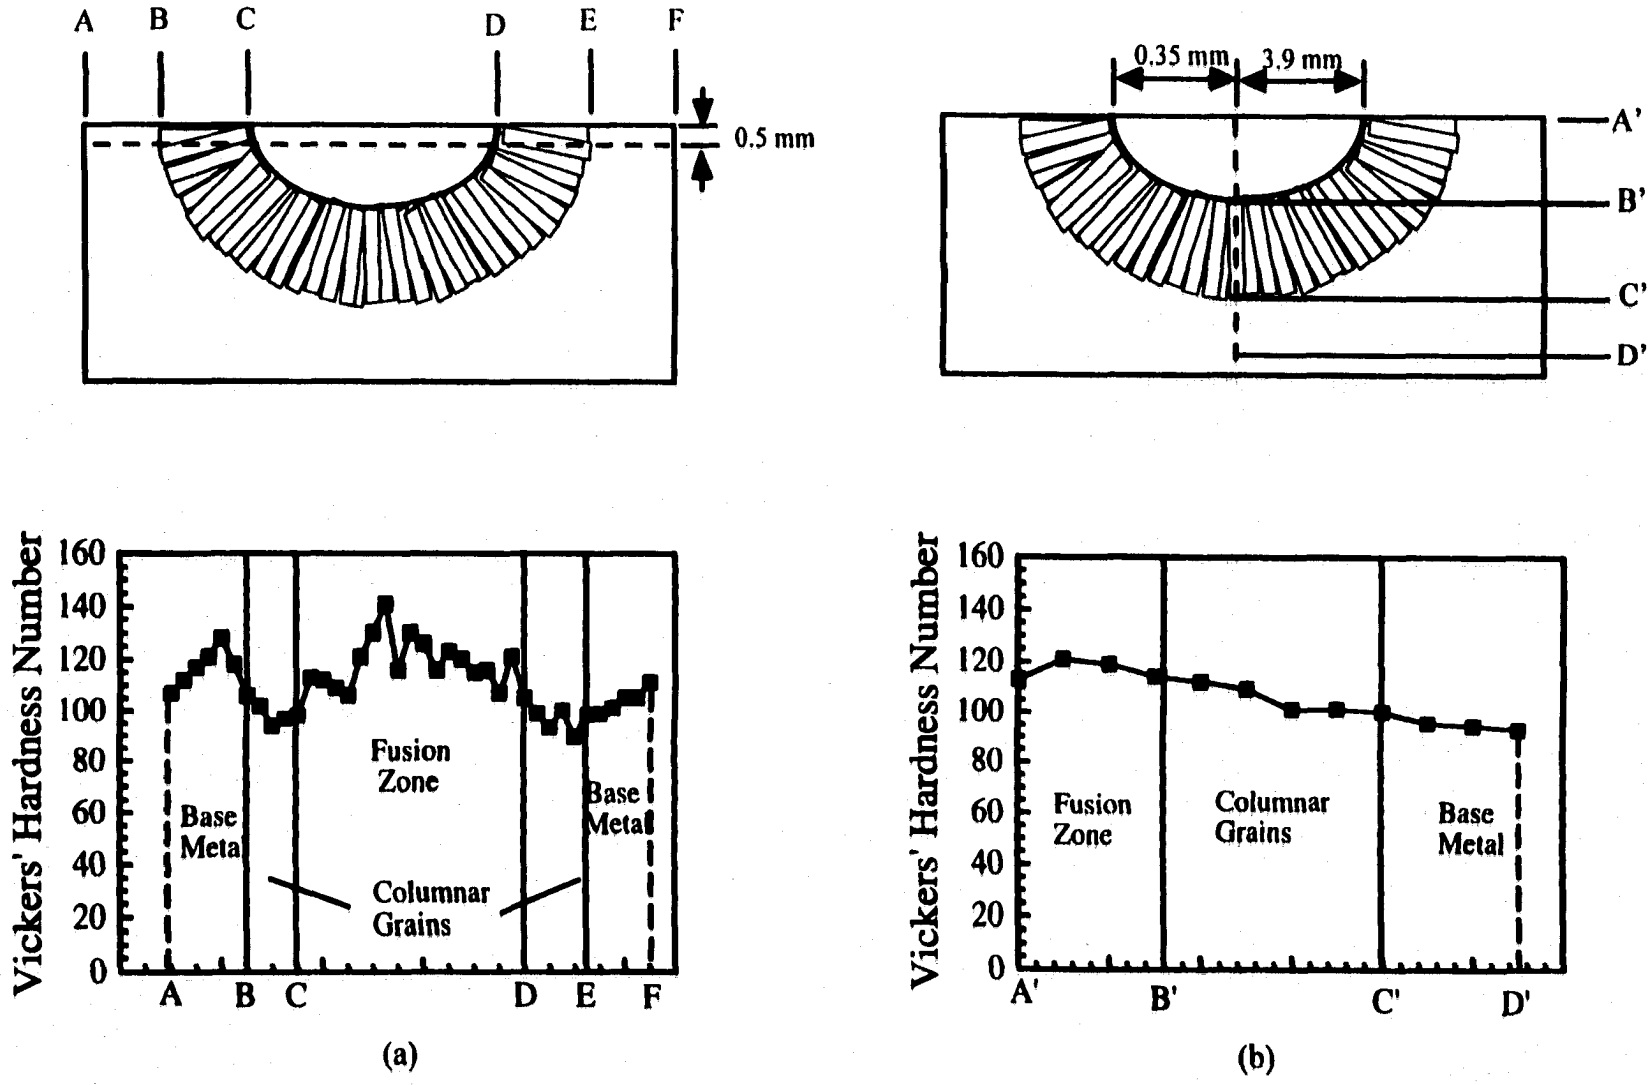 A B C D E F
0.5 mm
0.35 mm 3.9 mm
A'
B'
C'
D'
Vickers' Hardness Number
160
140
120
100
80
60
40
20
0
Base
Metal
Fusion
Zone
Columnar
Grains
Base
Metal
A B C D E F
(a)
Vickers' Hardness Number
160
140
120
100
80
60
40
20
0
Fusion
Zone
Columnar
Grains
Base
Metal
A' B' C' D'
(b)